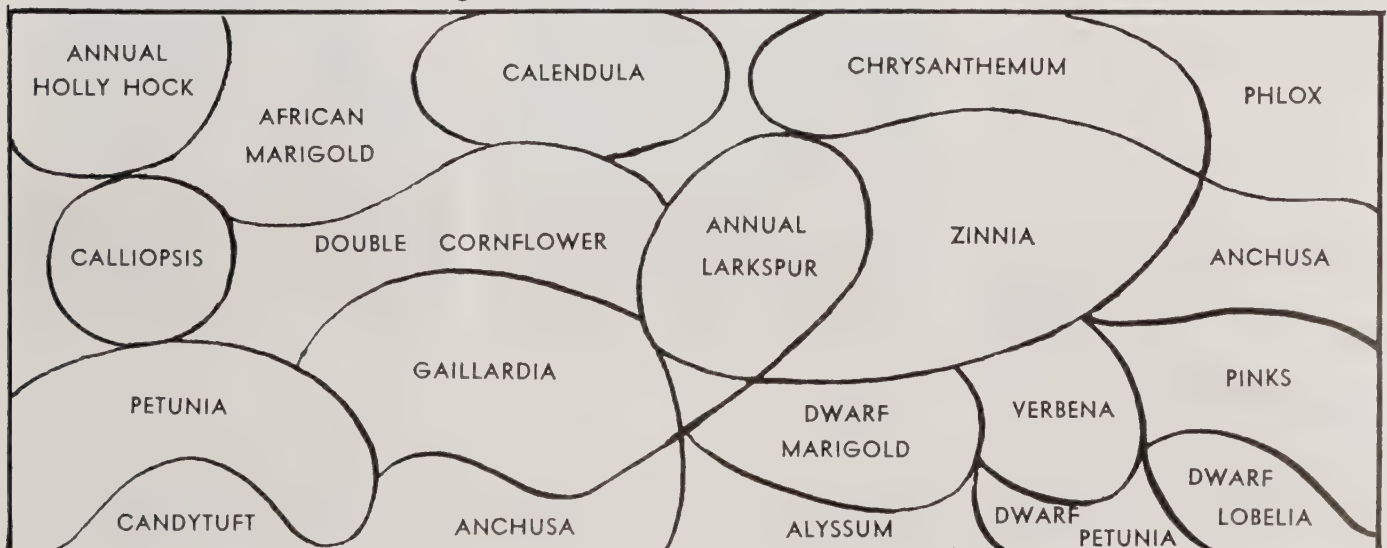 ANNUAL
HOLLY HOCK
AFRICAN
MARIGOLD
CALENDULA
CHRYSANTHEMUM
PHLOX
CALLIOPSIS
DOUBLE CORNFLOWER
ANNUAL
LARKSPUR
ZINNIA
ANCHUSA
PETUNIA
GAILLARDIA
DWARF
MARIGOLD
VERBENA
PINKS
CANDYTUFT
ANCHUSA
ALYSSUM
DWARF
PETUNIA
DWARF
LOBELIA